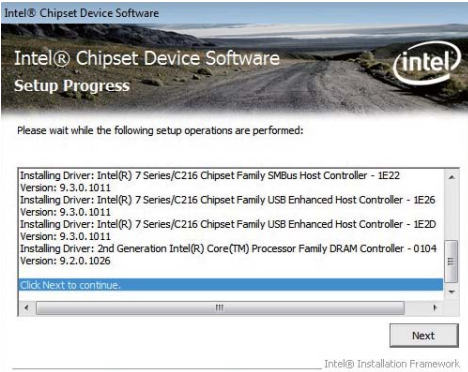 Intel® Chipset Device Software
Intel® Chipset Device Software
Setup Progress
(intel)
Please wait while the following setup operations are performed:
Installing Driver: Intel(R) 7 Series/C216 Chipset Family SMBus Host Controller - 1E22
Version: 9.3.0.1011
Installing Driver: Intel(R) 7 Series/C216 Chipset Family USB Enhanced Host Controller - 1E26
Version: 9.3.0.1011
Installing Driver: Intel(R) 7 Series/C216 Chipset Family USB Enhanced Host Controller - 1E2D
Version: 9.3.0.1011
Installing Driver: 2nd Generation Intel(R) Core(TM) Processor Family DRAM Controller - 0104
Version: 9.2.0.1026
Click Next to continue.
Next
Intel® Installation Framework